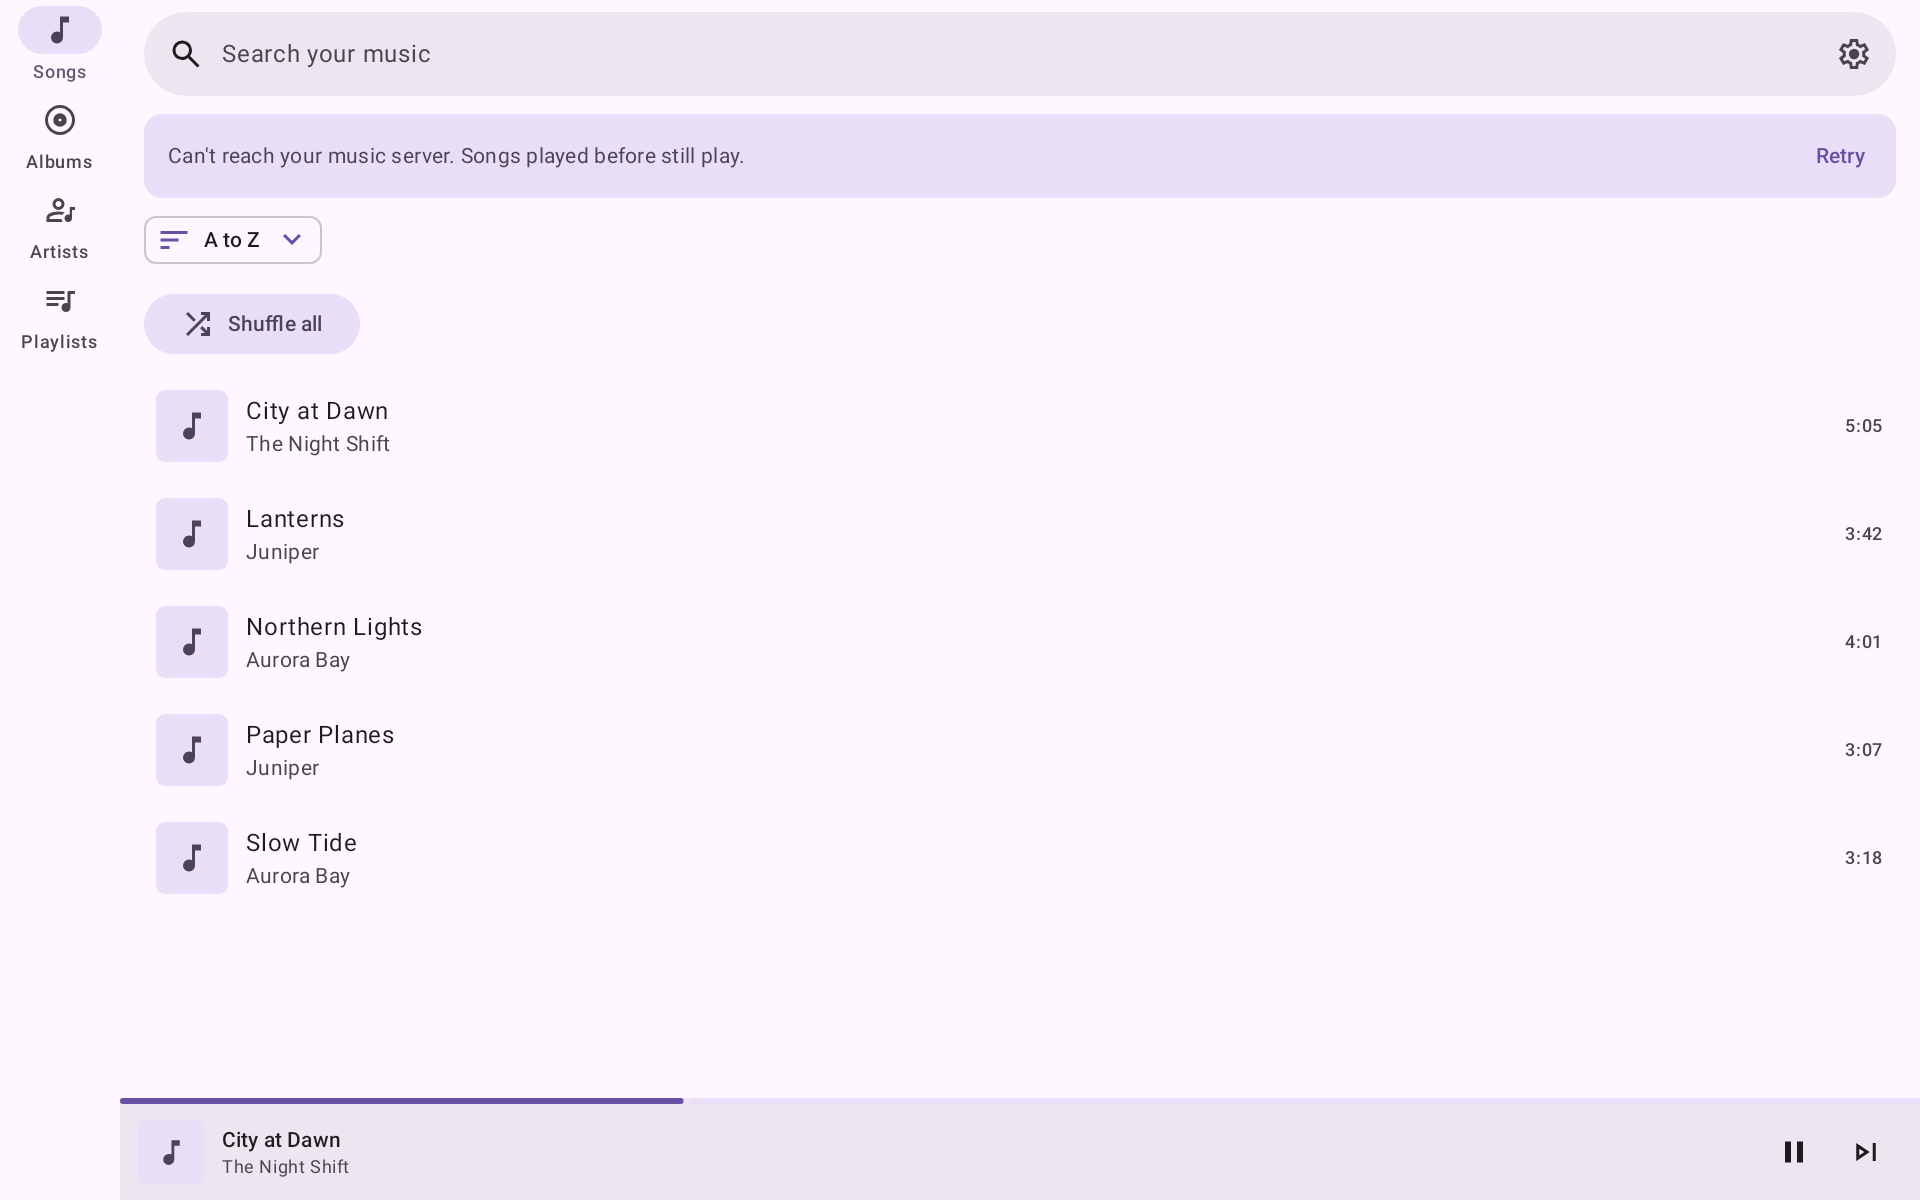 Songs
Albums
Artists
Playlists
Search your music
Can't reach your music server. Songs played before still play.
Retry
A to Z
Shuffle all
City at Dawn
The Night Shift
5:05
Lanterns
Juniper
3:42
Northern Lights
Aurora Bay
4:01
Paper Planes
Juniper
3:07
Slow Tide
Aurora Bay
3:18
City at Dawn
The Night Shift